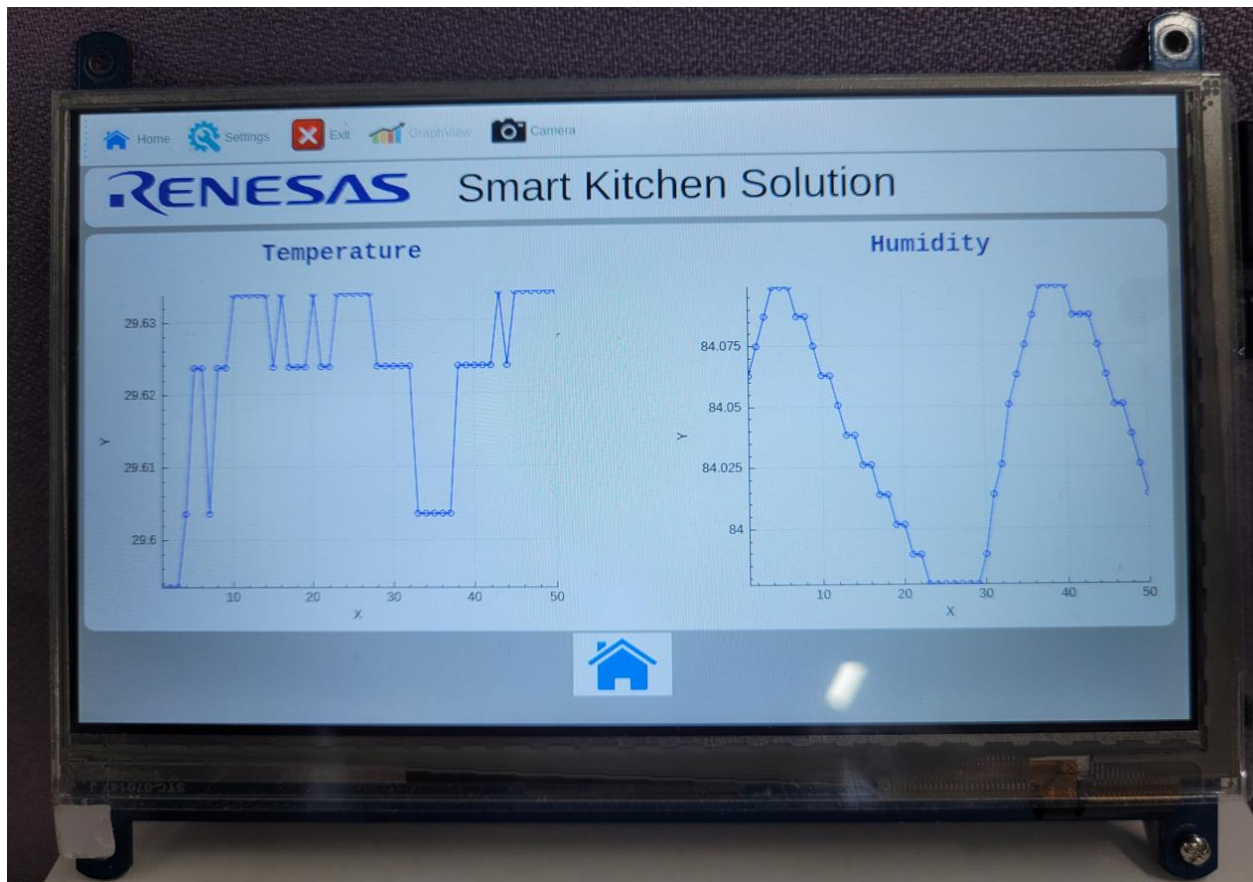 Home Settings Exit GraphView Camera
RENESAS Smart Kitchen Solution
Temperature
29.63
29.62
29.61
29.6
Y
10 20 30 40 50
X
Humidity
84.075
84.05
84.025
84
Y
10 20 30 40 50
X